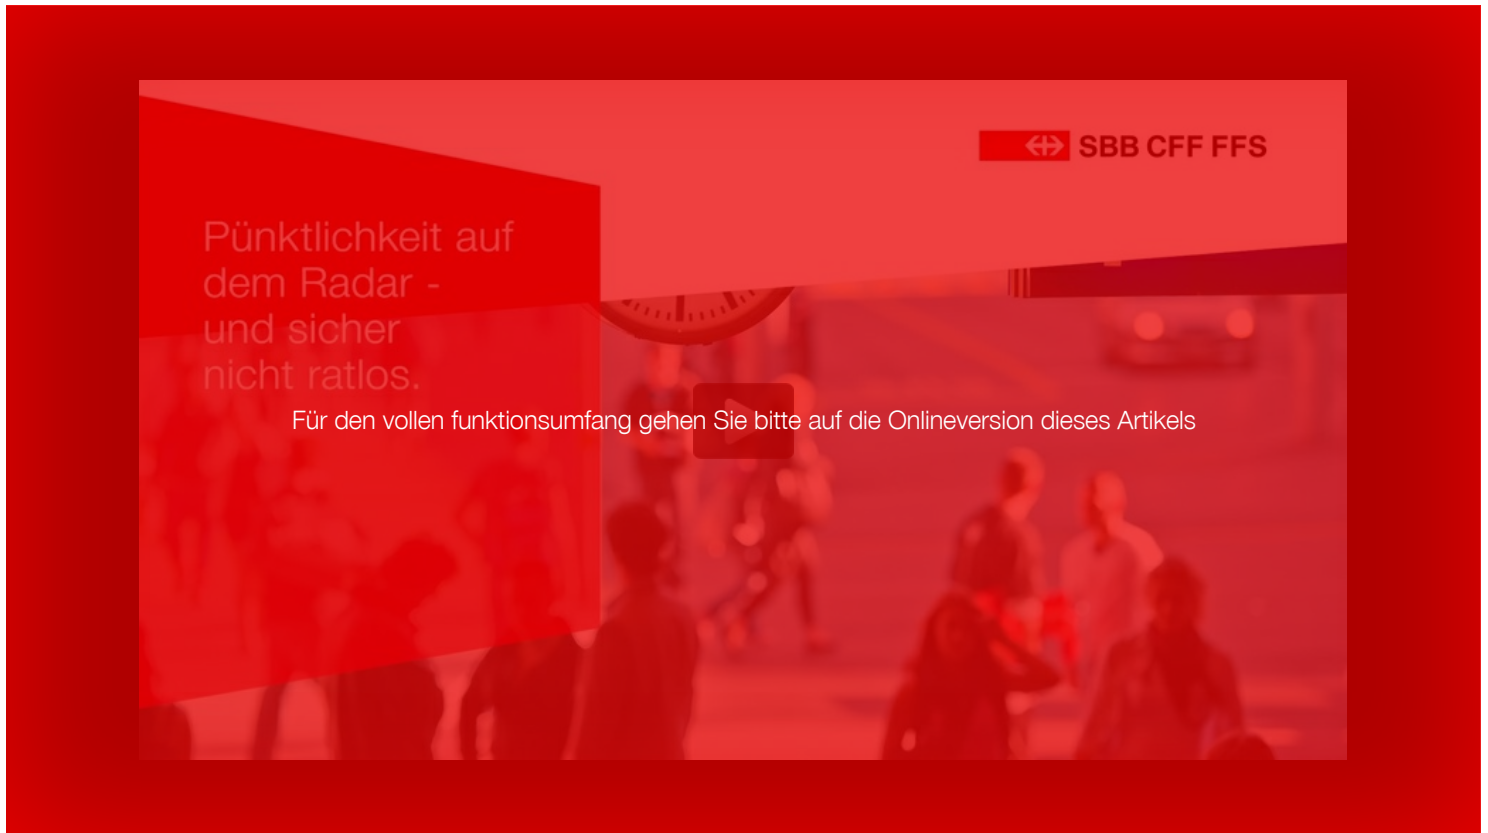 SBB CFF FFS
Pünktlichkeit auf
dem Radar -
und sicher
nicht ratlos.
Für den vollen funktionsumfang gehen Sie bitte auf die Onlineversion dieses Artikels